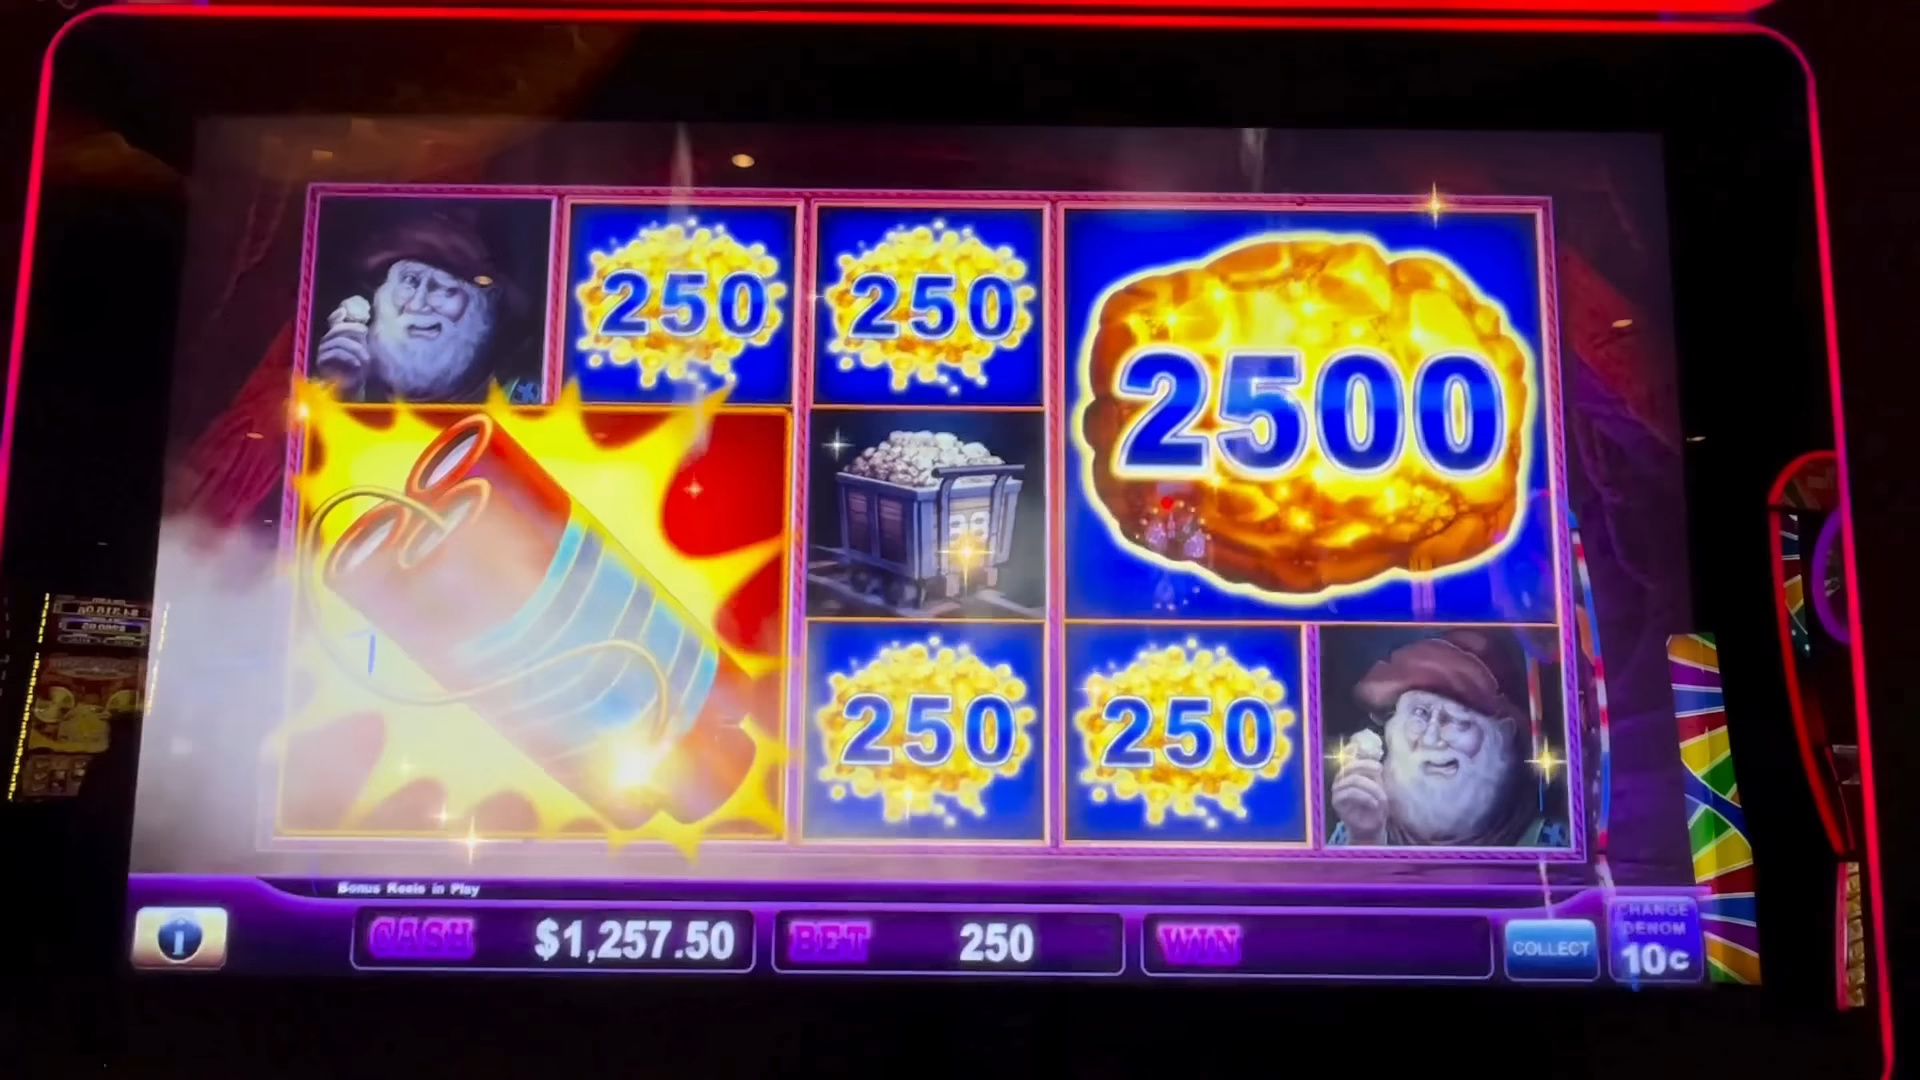 250
250
2500
250
250
Bonus Reels in Play
CASH
$1,257.50
BET
250
WIN
COLLECT
CHANGE
DENOM
10¢